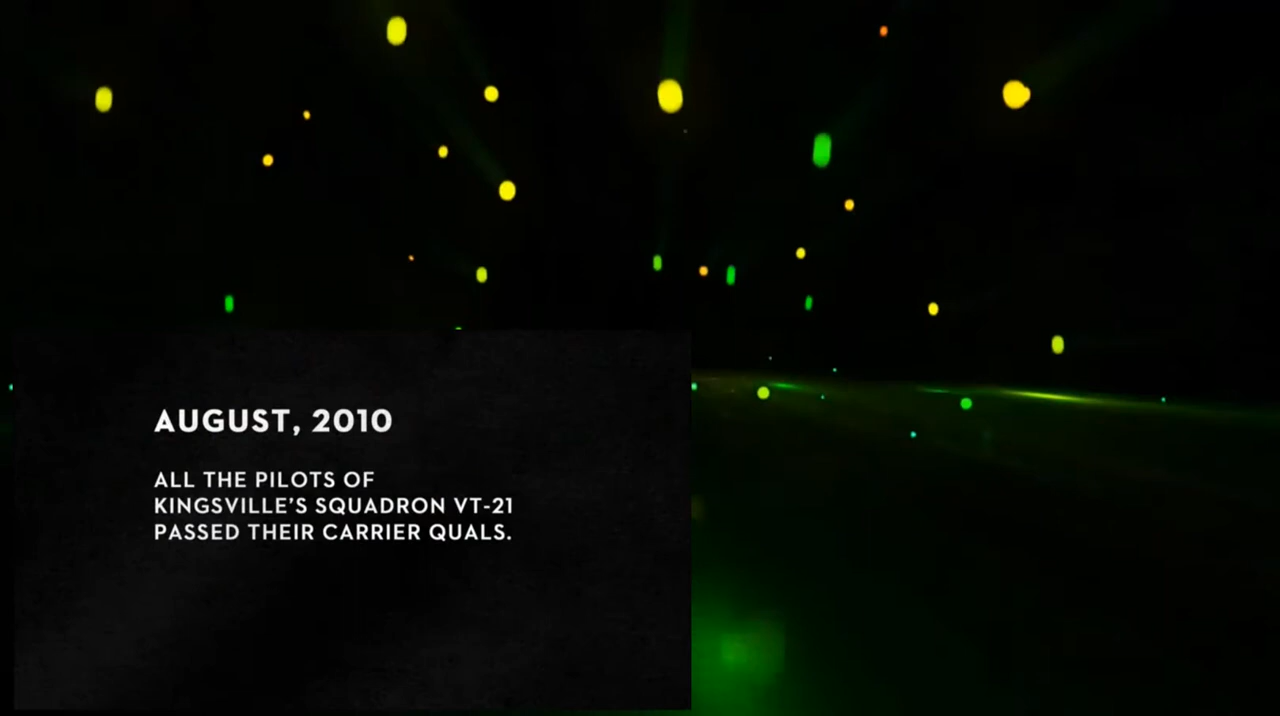 AUGUST, 2010
ALL THE PILOTS OF
KINGSVILLE’S SQUADRON VT-21
PASSED THEIR CARRIER QUALS.